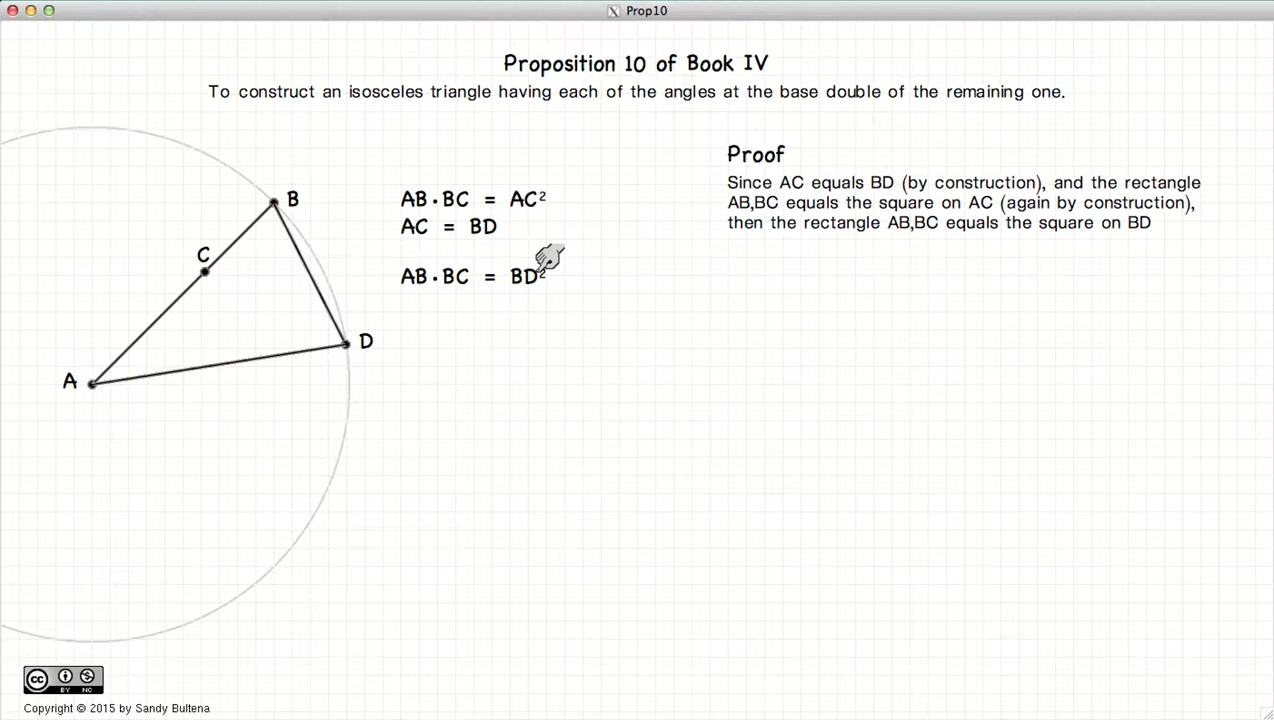 Prop10
Proposition 10 of Book IV
To construct an isosceles triangle having each of the angles at the base double of the remaining one.
Proof
Since AC equals BD (by construction), and the rectangle
AB,BC equals the square on AC (again by construction),
then the rectangle AB,BC equals the square on BD
AB·BC = AC²
AC = BD
AB·BC = BD²
B
C
D
A
cc
BY NC
Copyright © 2015 by Sandy Bultena